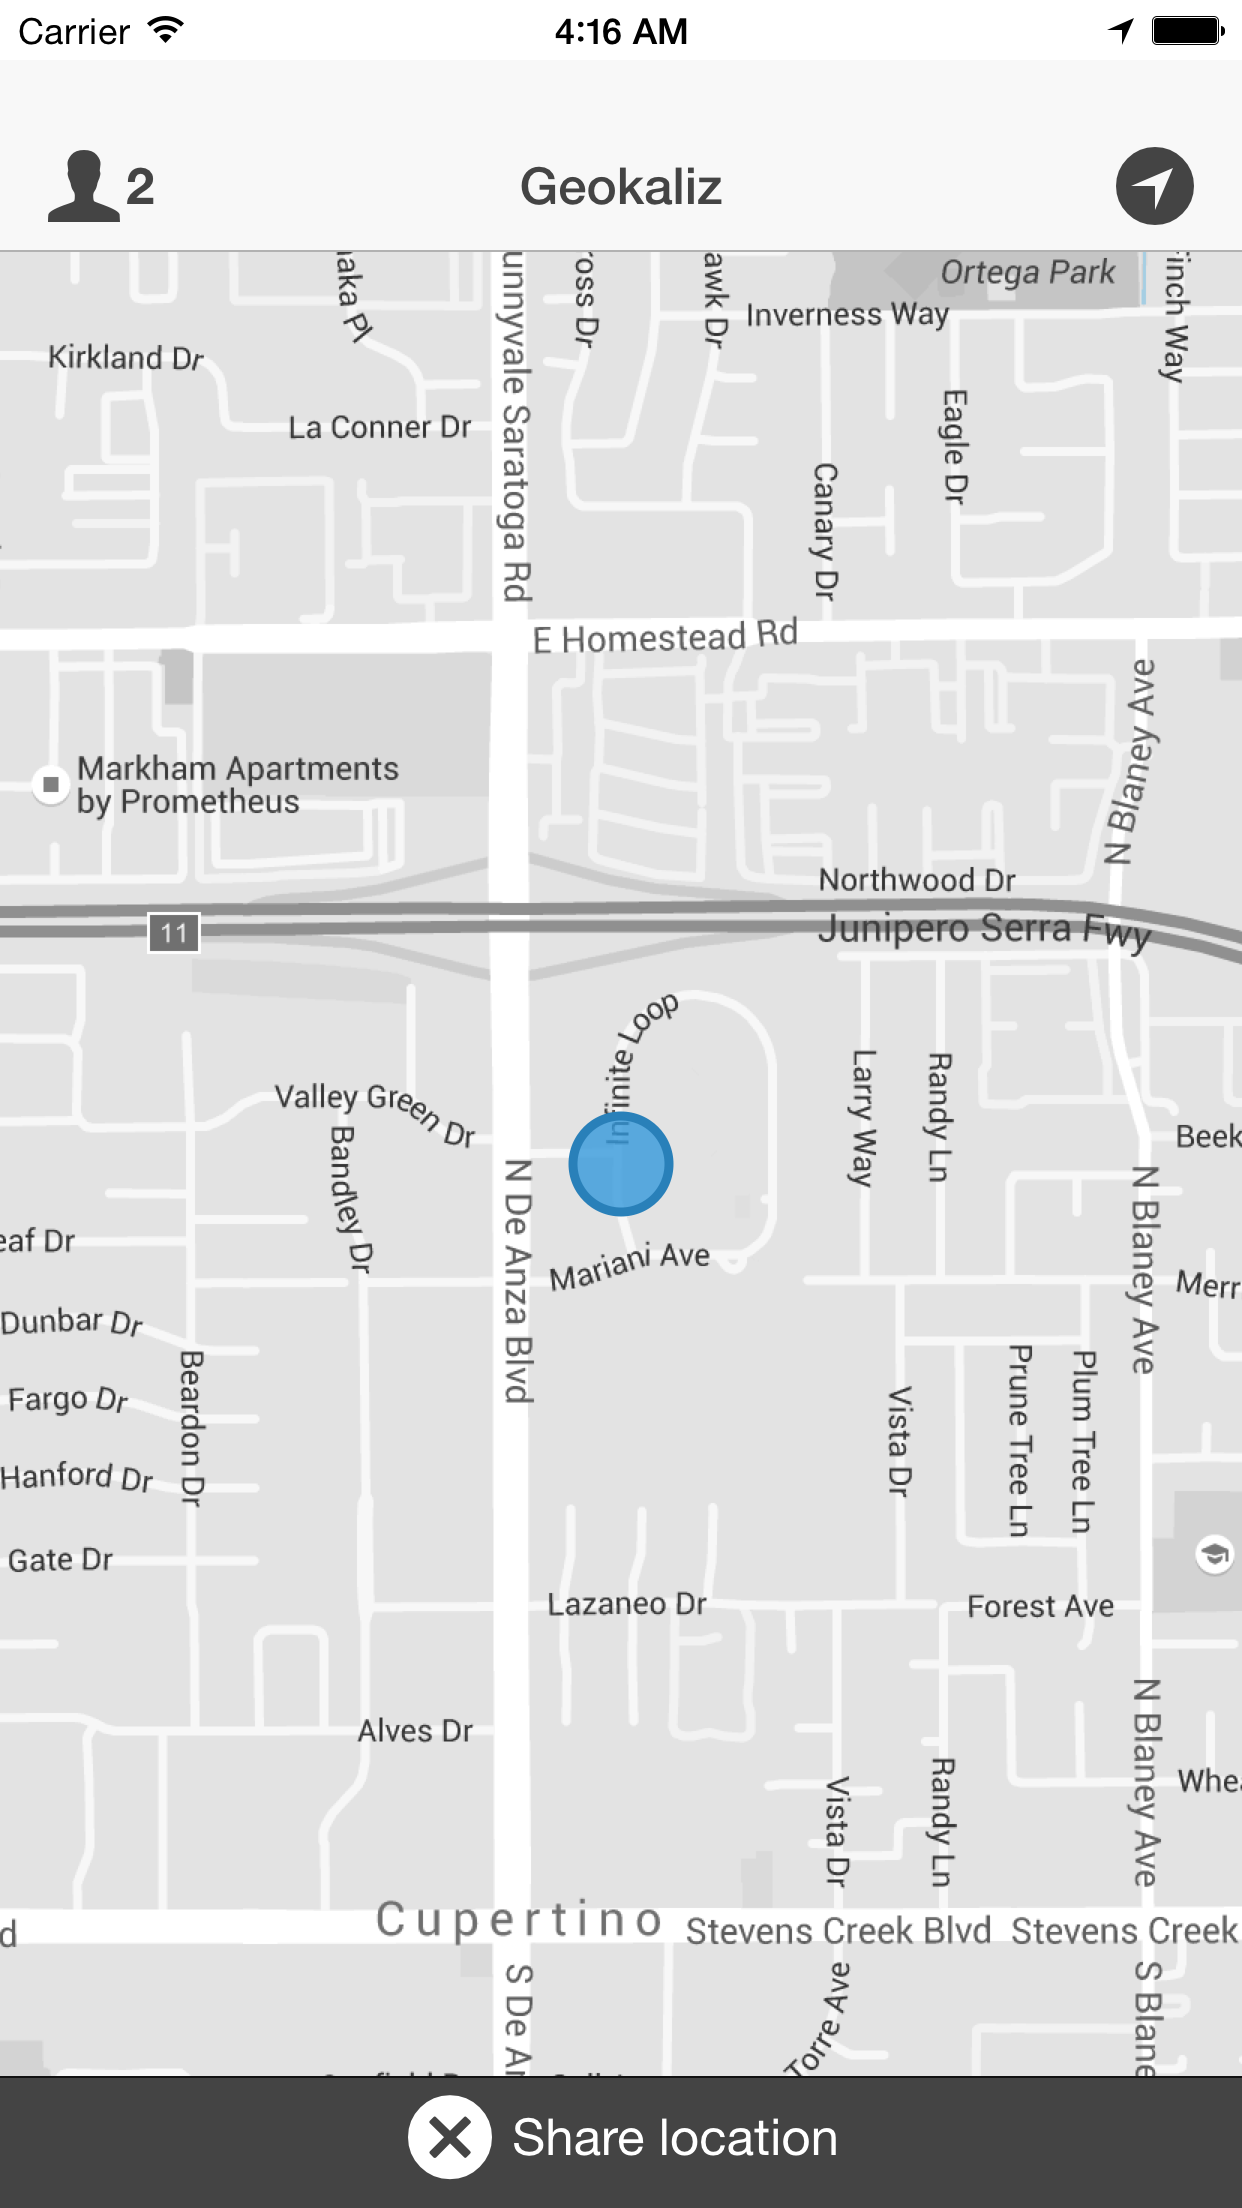 Carrier
4:16 AM
2
Geokaliz
Ortega Park
Inverness Way
Kirkland Dr
La Conner Dr
Eagle Dr
Canary Dr
E Homestead Rd
N Blaney Ave
Markham Apartments
by Prometheus
Northwood Dr
11
Junipero Serra Fwy
Infinite Loop
Larry Way
Randy Ln
Valley Green Dr
Bandley Dr
N De Anza Blvd
N Blaney Ave
Mariani Ave
Dunbar Dr
Fargo Dr
Beardon Dr
Hanford Dr
Gate Dr
Vista Dr
Prune Tree Ln
Plum Tree Ln
Lazaneo Dr
Forest Ave
N Blaney Ave
Alves Dr
Vista Dr
Randy Ln
Cupertino
Stevens Creek Blvd
Stevens Creek
Torre Ave
Share location